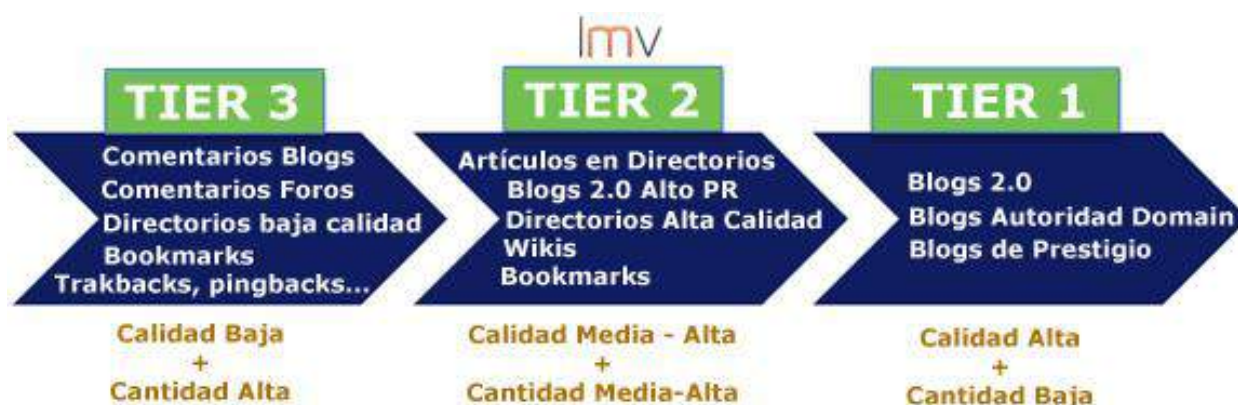 lmv
TIER 3
Comentarios Blogs
Comentarios Foros
Directorios baja calidad
Bookmarks
Trakbacks, pingbacks...
Calidad Baja
+
Cantidad Alta
TIER 2
Artículos en Directorios
Blogs 2.0 Alto PR
Directorios Alta Calidad
Wikis
Bookmarks
Calidad Media - Alta
+
Cantidad Media-Alta
TIER 1
Blogs 2.0
Blogs Autoridad Domain
Blogs de Prestigio
Calidad Alta
+
Cantidad Baja